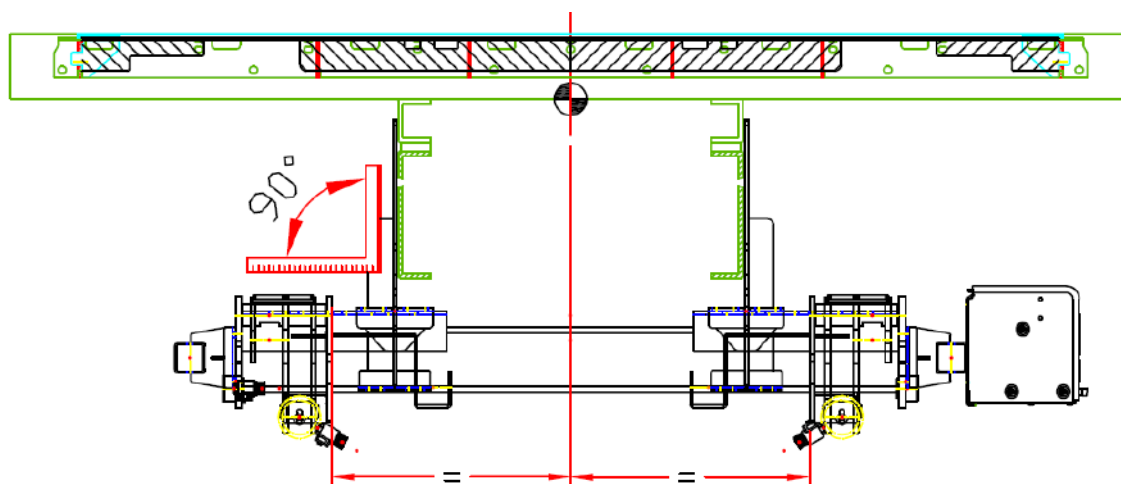 90°
=
=